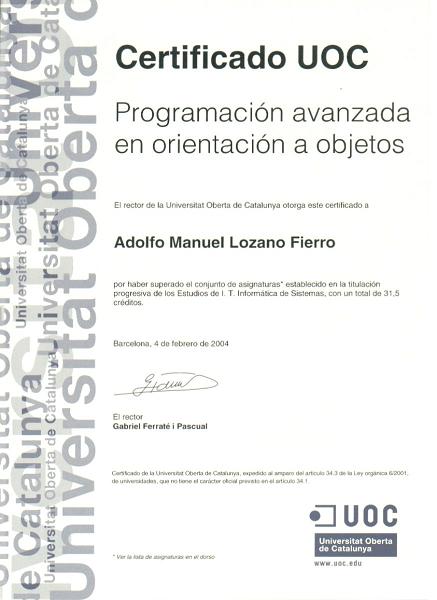 Certificado UOC
Programación avanzada
en orientación a objetos
El rector de la Universitat Oberta de Catalunya otorga este certificado a
Adolfo Manuel Lozano Fierro
por haber superado el conjunto de asignaturas* establecido en la titulación
progresiva de los Estudios de I. T. Informática de Sistemas, con un total de 31,5
créditos.
Barcelona, 4 de febrero de 2004
El rector
Gabriel Ferraté i Pascual
Certificado de la Universitat Oberta de Catalunya, expedido al amparo del artículo 34.3 de la Ley orgánica 6/2001,
de universidades, que no tiene el carácter oficial previsto en el artículo 34.1.
UOC
Universitat Oberta
de Catalunya
www.uoc.edu
* Ver la lista de asignaturas en el dorso
Universitat Oberta de Catalunya
Universitat Oberta de Catalunya
Universitat Oberta de Catalunya
de Catalunya
Universitat Oberta